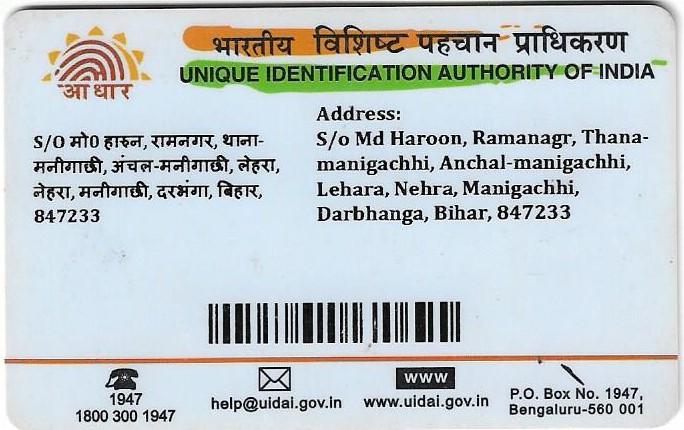 भारतीय विशिष्ट पहचान प्राधिकरण
UNIQUE IDENTIFICATION AUTHORITY OF INDIA
आधार
S/O मो0 हारुन, रामनगर, थाना-
मनीगाछी, अंचल-मनीगाछी, लेहरा,
नेहरा, मनीगाछी, दरभंगा, बिहार,
847233
Address:
S/o Md Haroon, Ramanagr, Thana-
manigachhi, Anchal-manigachhi,
Lehara, Nehra, Manigachhi,
Darbhanga, Bihar, 847233
1947
1800 300 1947
help@uidai.gov.in
www
www.uidai.gov.in
P.O. Box No. 1947,
Bengaluru-560 001